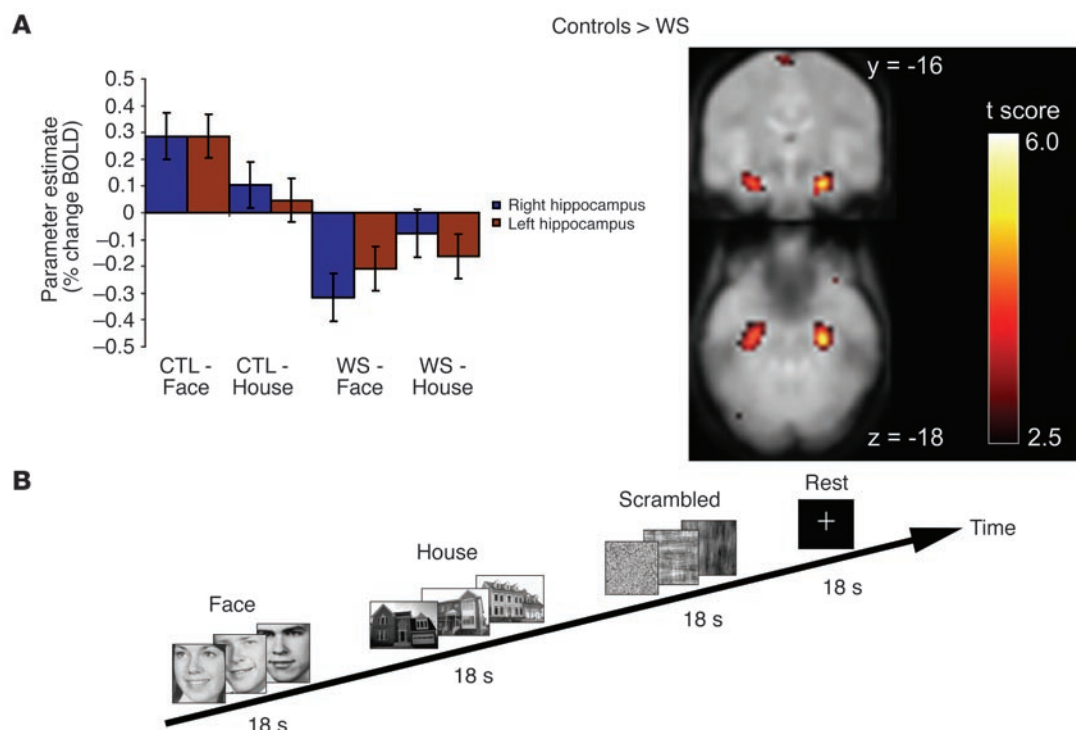 A
Controls > WS
Parameter estimate
(% change BOLD)
0.5
0.4
0.3
0.2
0.1
0
–0.1
–0.2
–0.3
–0.4
–0.5
CTL -
Face
CTL -
House
WS -
Face
WS -
House
Right hippocampus
Left hippocampus
y = -16
t score
6.0
2.5
z = -18
B
Face
House
Scrambled
Rest
Time
18 s
18 s
18 s
18 s